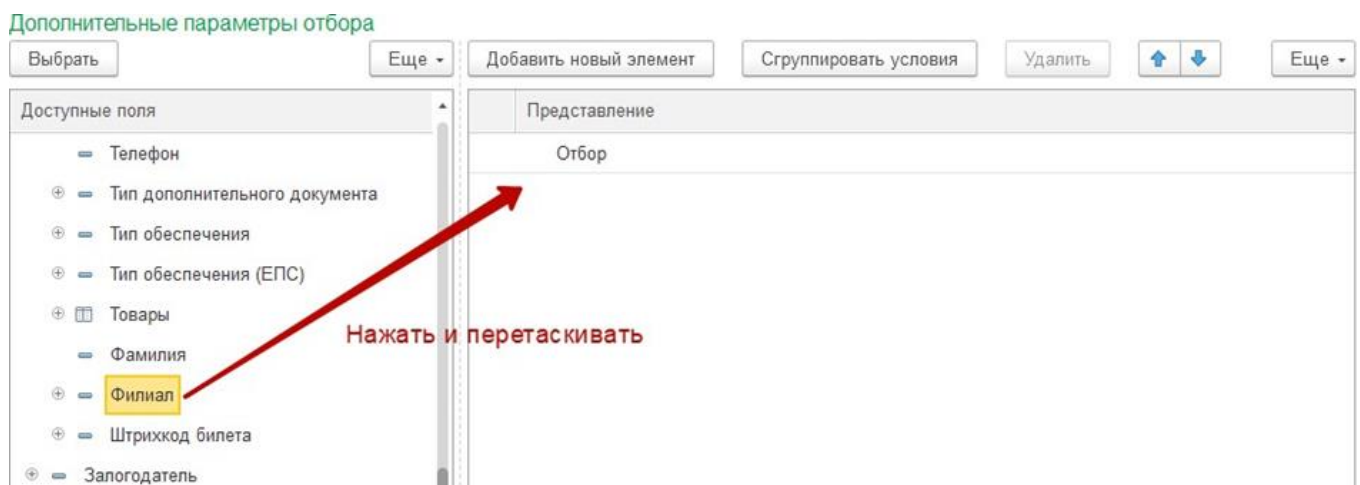 Дополнительные параметры отбора
Выбрать Еще Добавить новый элемент Сгруппировать условия Удалить Еще
Доступные поля Представление
Телефон Отбор
Тип дополнительного документа
Тип обеспечения
Тип обеспечения (ЕПС)
Товары
Нажать и перетаскивать
Фамилия
Филиал
Штрихкод билета
Залогодатель